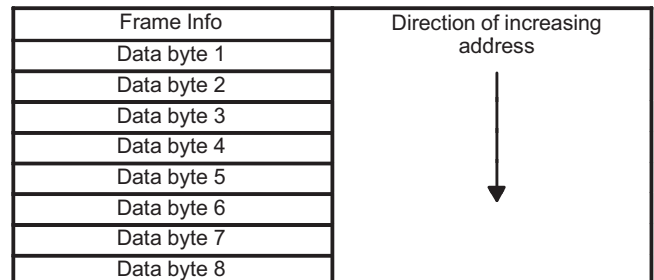 Frame Info
Data byte 1
Data byte 2
Data byte 3
Data byte 4
Data byte 5
Data byte 6
Data byte 7
Data byte 8
Direction of increasing
address